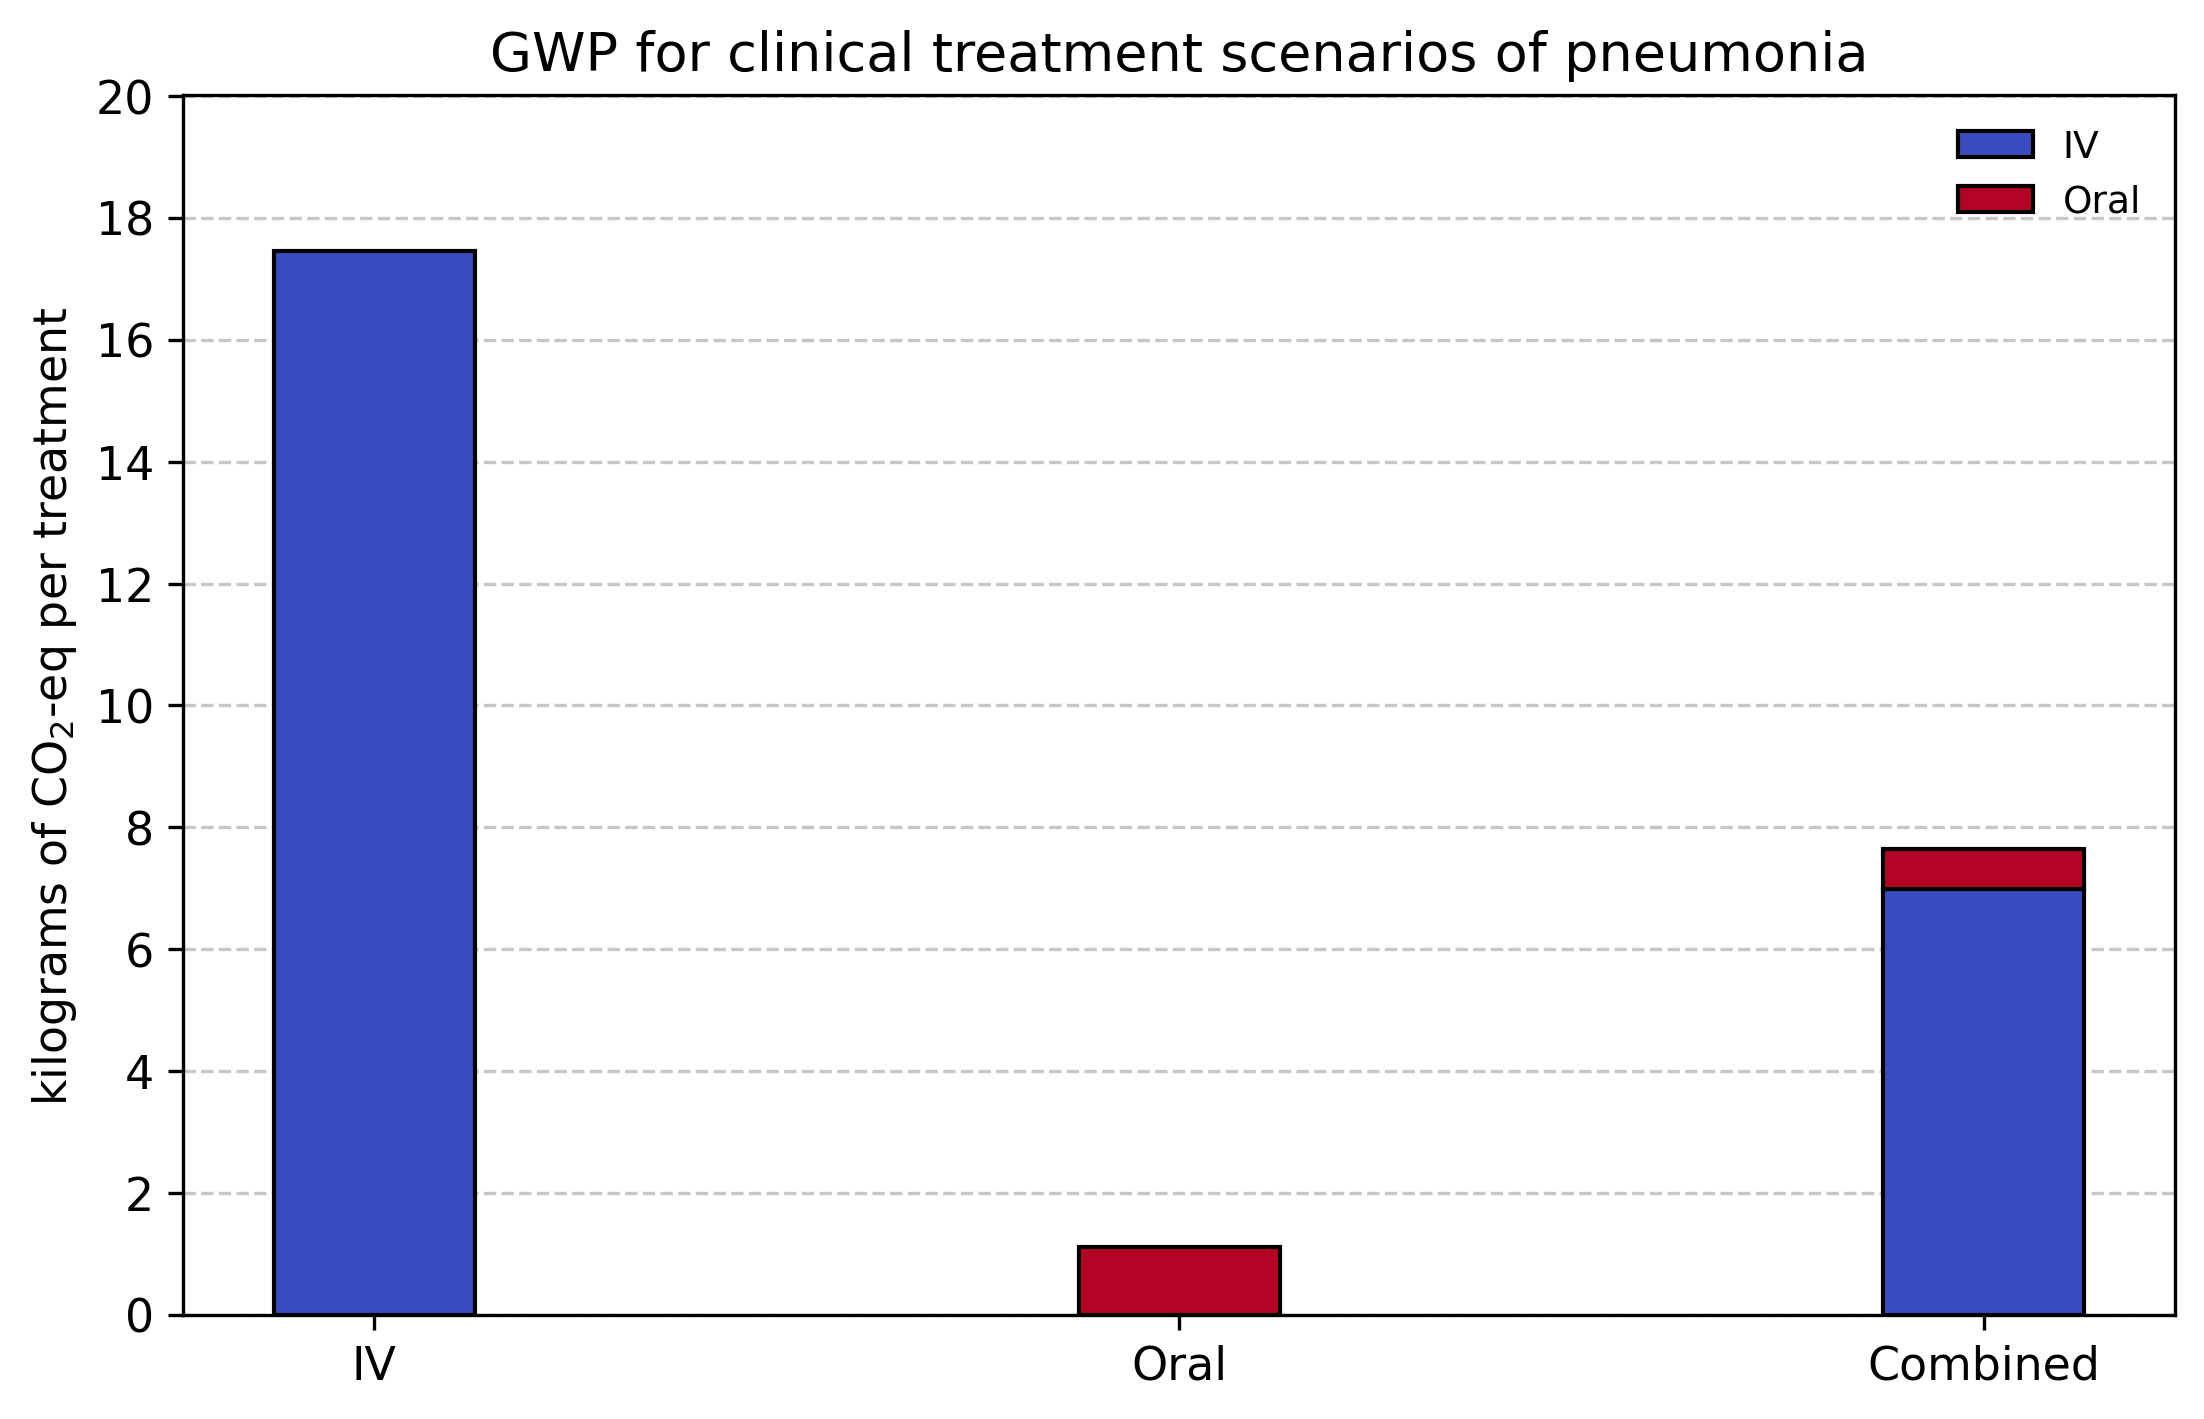 GWP for clinical treatment scenarios of pneumonia
kilograms of CO₂-eq per treatment
20
18
16
14
12
10
8
6
4
2
0
IV
Oral
IV
Oral
Combined